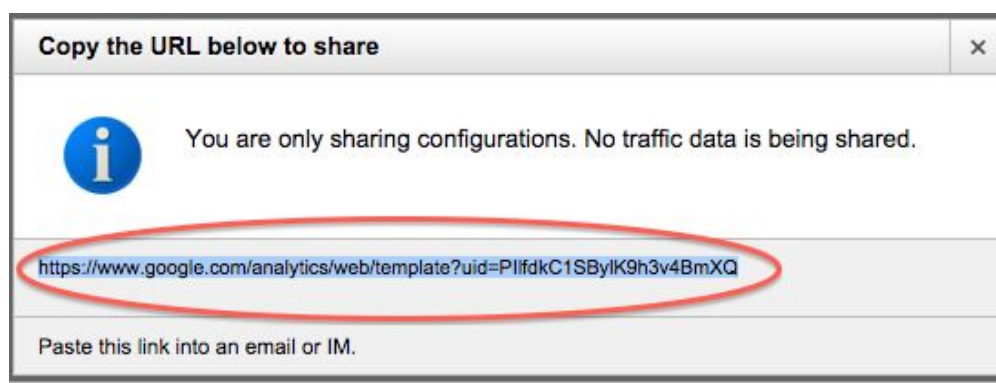 Copy the URL below to share
×
i
You are only sharing configurations. No traffic data is being shared.
https://www.google.com/analytics/web/template?uid=PIlfdkC1SByIK9h3v4BmXQ
Paste this link into an email or IM.